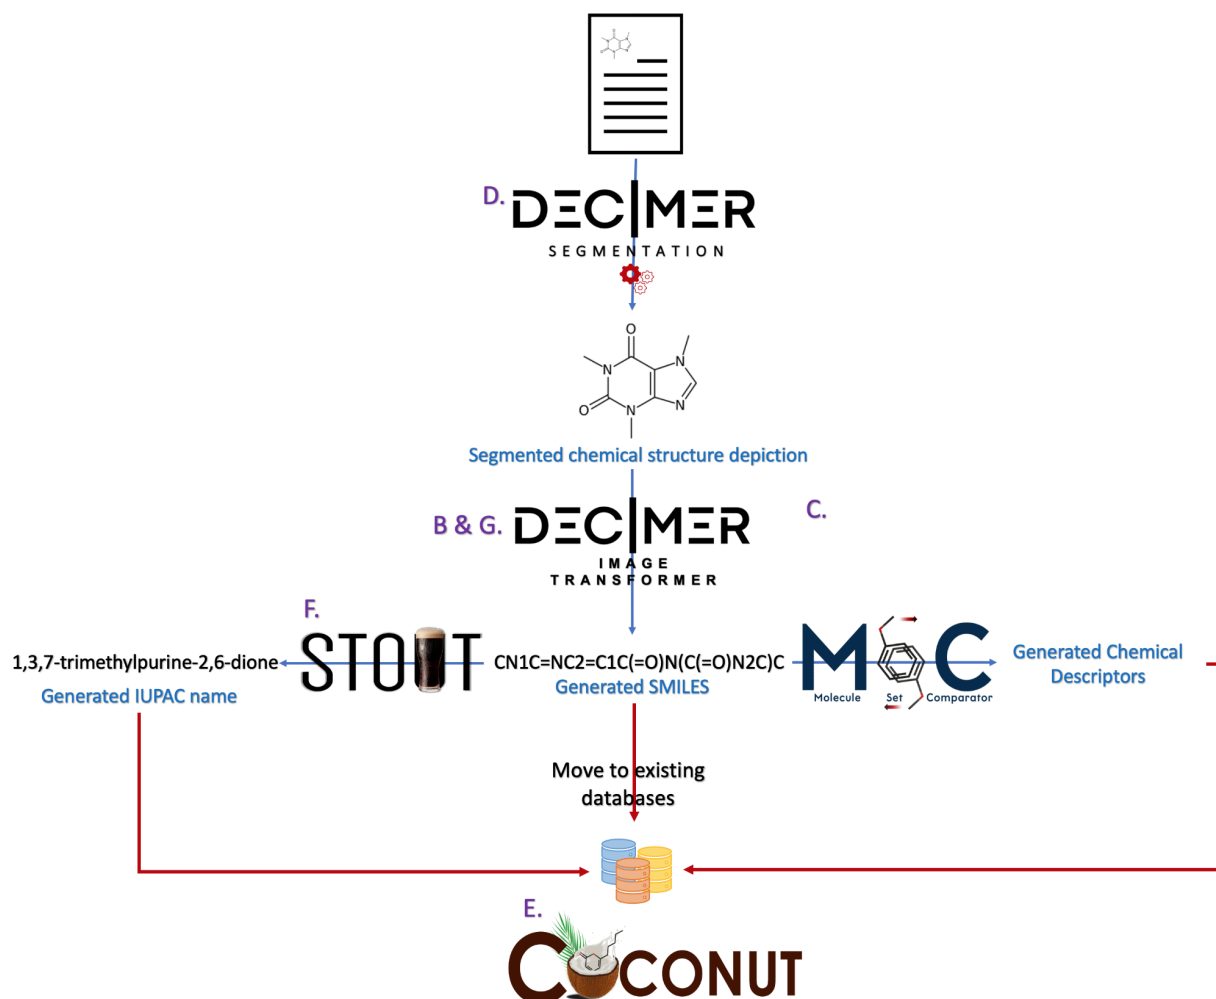 D.
DECIMER
SEGMENTATION
O
N
N
O
N
N
Segmented chemical structure depiction
B & G.
DECIMER
IMAGE
TRANSFORMER
C.
F.
STOUT
1,3,7-trimethylpurine-2,6-dione
Generated IUPAC name
CN1C=NC2=C1C(=O)N(C(=O)N2C)C
Generated SMILES
MSC
Molecule Set Comparator
Generated Chemical
Descriptors
Move to existing
databases
E.
COCONUT